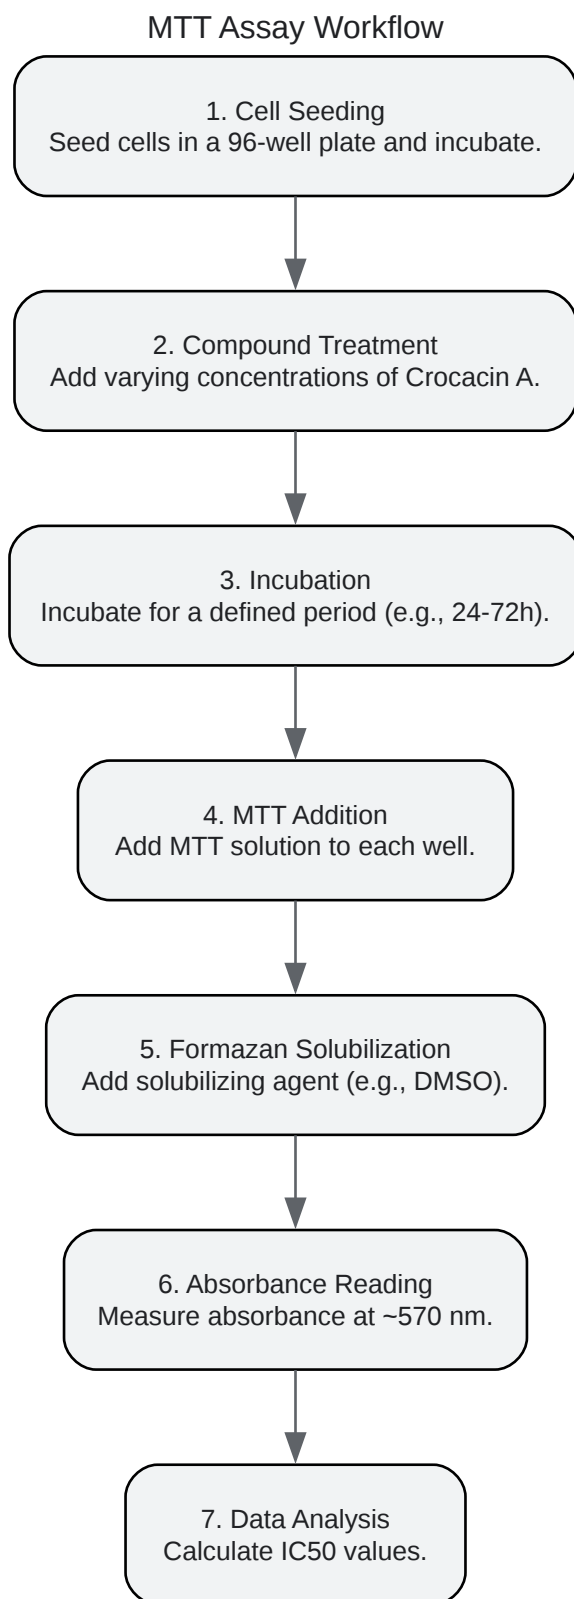 MTT Assay Workflow
1. Cell Seeding
Seed cells in a 96-well plate and incubate.
2. Compound Treatment
Add varying concentrations of Crocacin A.
3. Incubation
Incubate for a defined period (e.g., 24-72h).
4. MTT Addition
Add MTT solution to each well.
5. Formazan Solubilization
Add solubilizing agent (e.g., DMSO).
6. Absorbance Reading
Measure absorbance at ~570 nm.
7. Data Analysis
Calculate IC50 values.